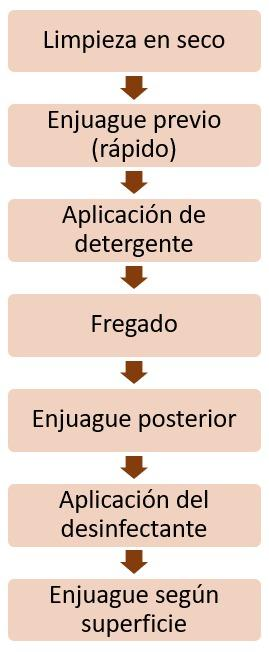 Limpieza en seco
Enjuague previo
(rápido)
Aplicación de
detergente
Fregado
Enjuague posterior
Aplicación del
desinfectante
Enjuague según
superficie